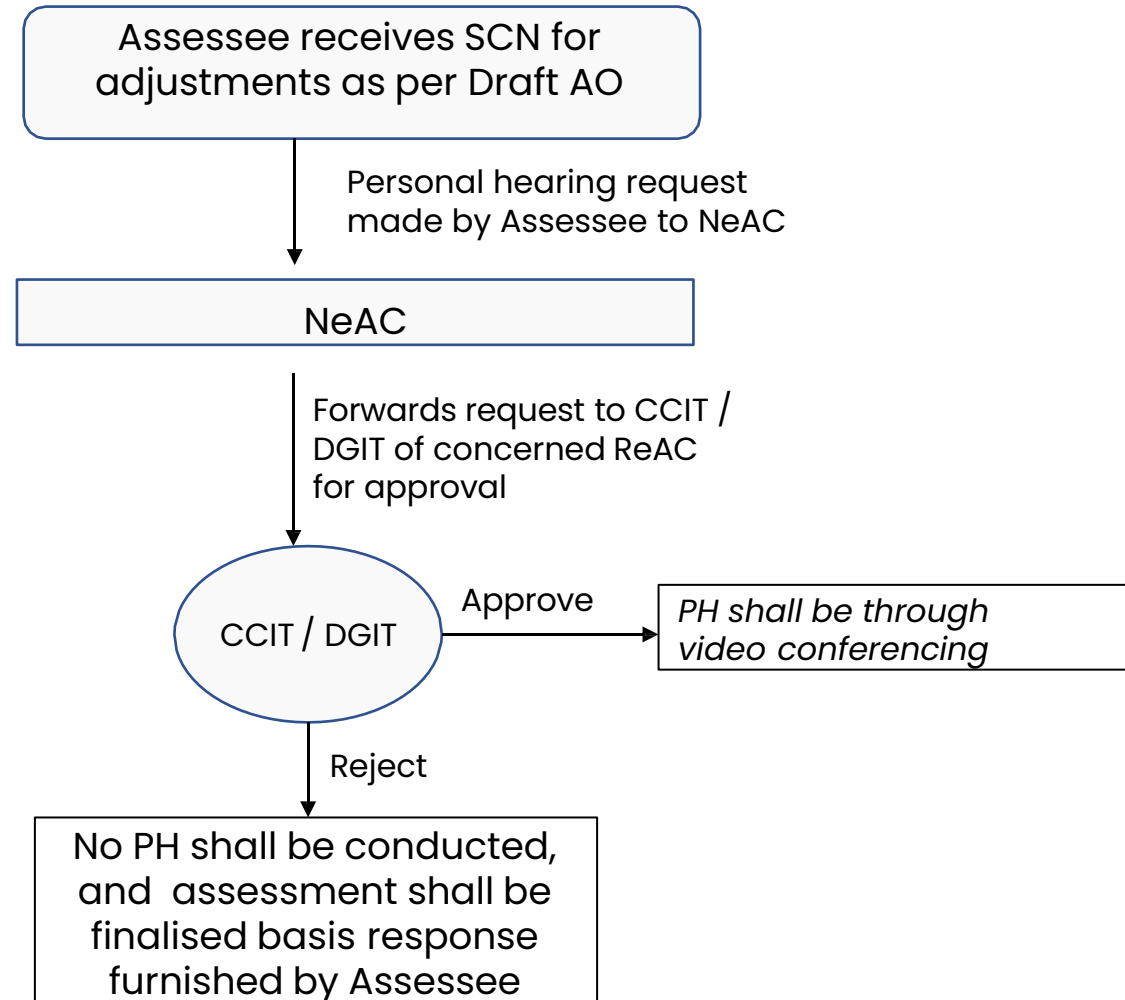 Assessee receives SCN for
adjustments as per Draft AO
Personal hearing request
made by Assessee to NeAC
NeAC
Forwards request to CCIT /
DGIT of concerned ReAC
for approval
CCIT / DGIT
Approve
PH shall be through
video conferencing
Reject
No PH shall be conducted,
and assessment shall be
finalised basis response
furnished by Assessee